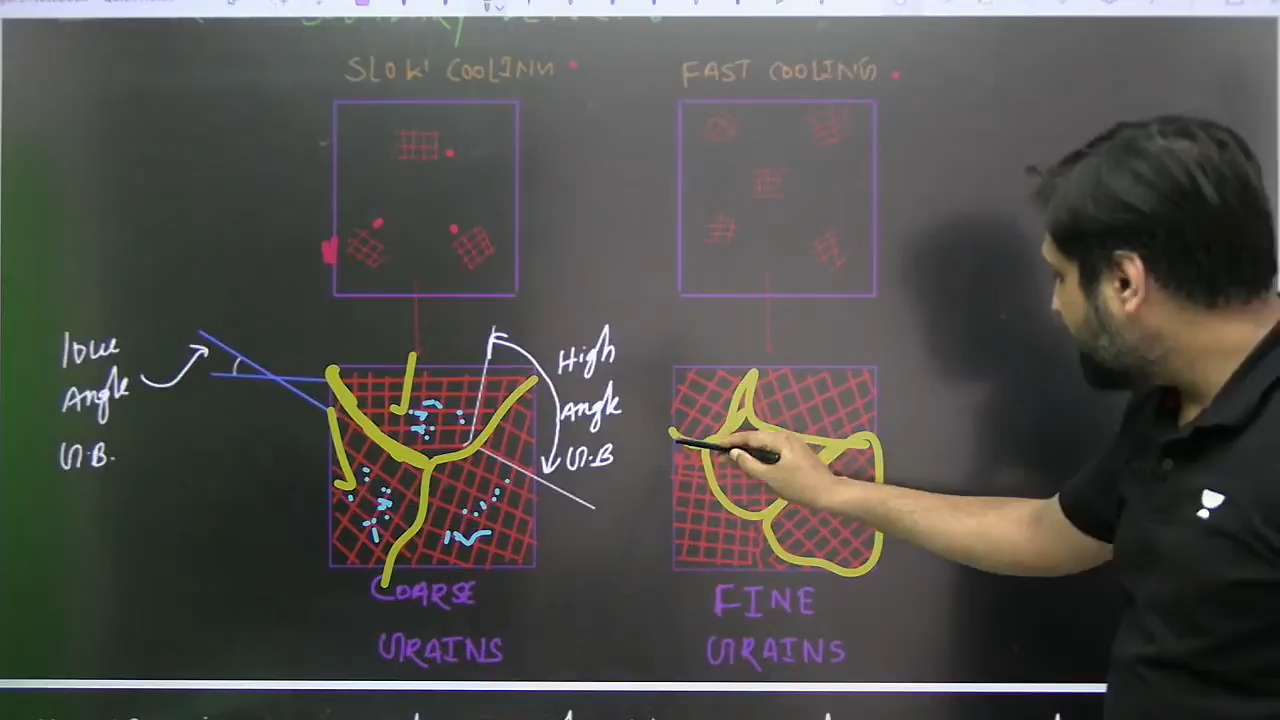 SLOW COOLING
FAST COOLING
low
Angle
G.B.
High
Angle
G.B
COARSE
GRAINS
FINE
GRAINS